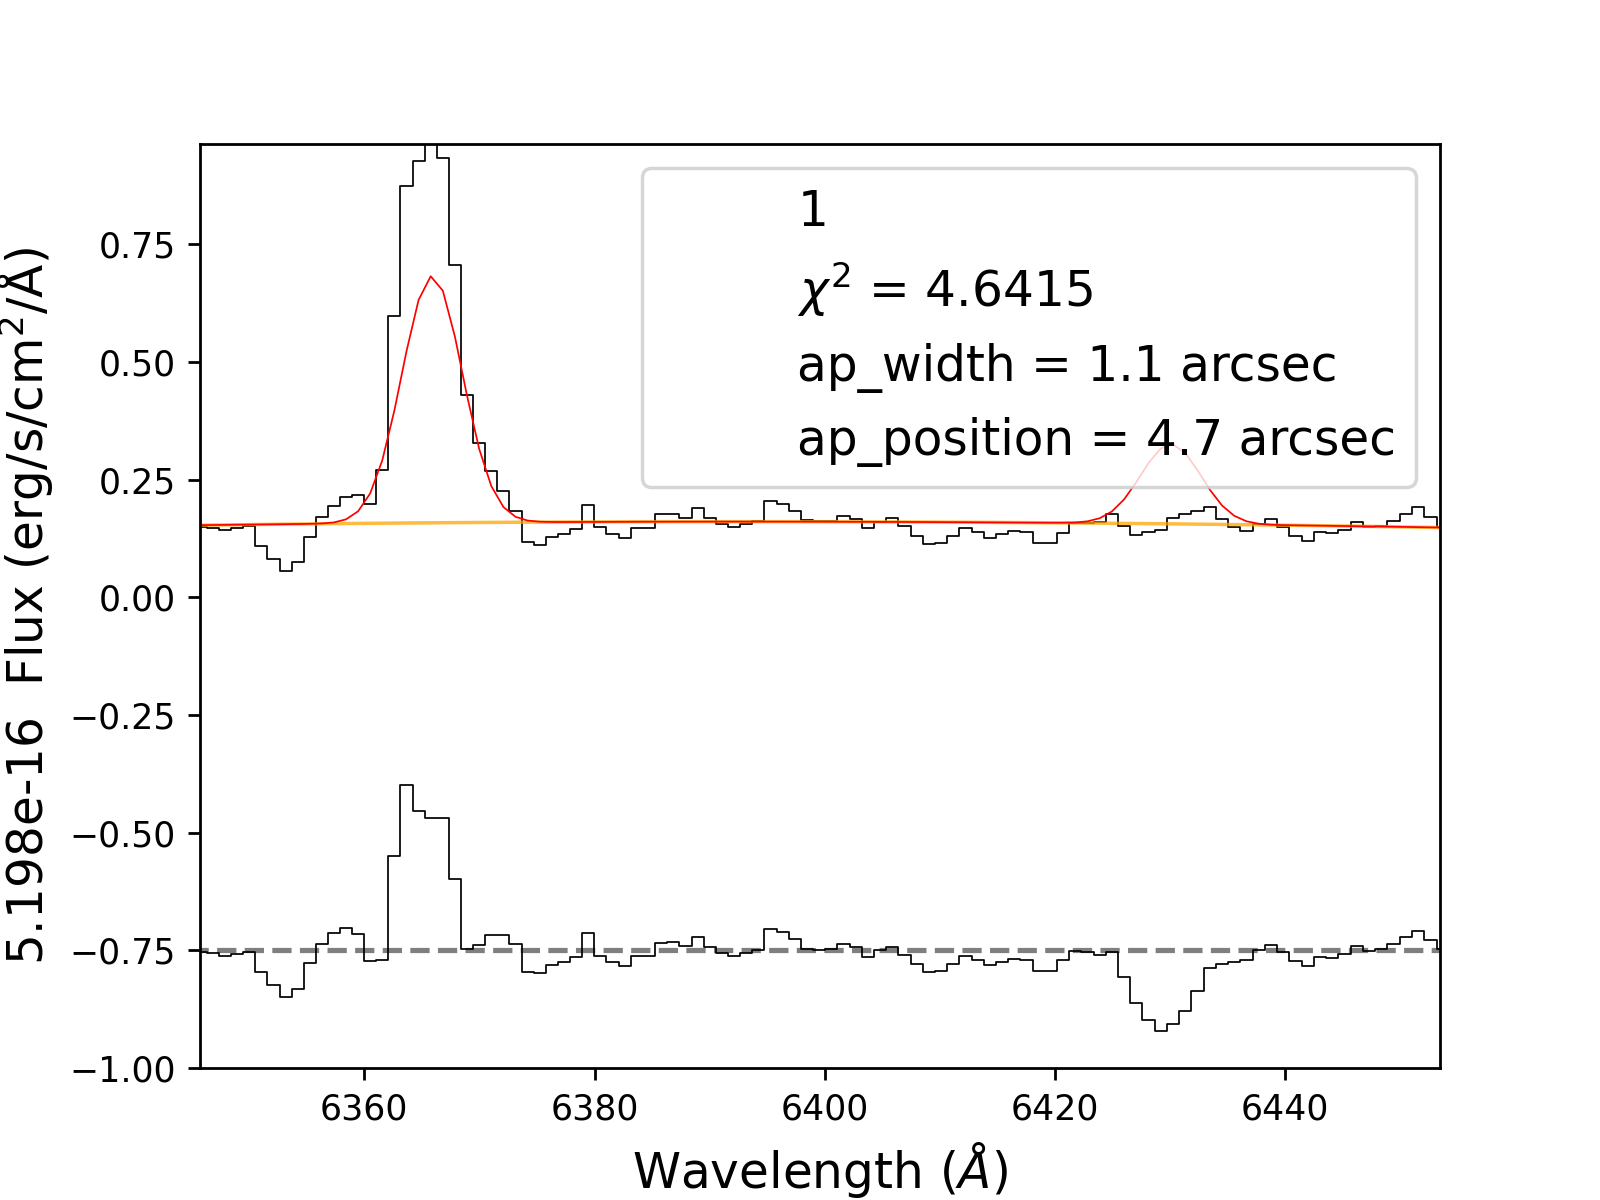 1
χ² = 4.6415
ap_width = 1.1 arcsec
ap_position = 4.7 arcsec
0.75
0.50
0.25
0.00
−0.25
−0.50
−0.75
−1.00
5.198e-16 Flux (erg/s/cm²/Å)
6360 6380 6400 6420 6440
Wavelength (Å)